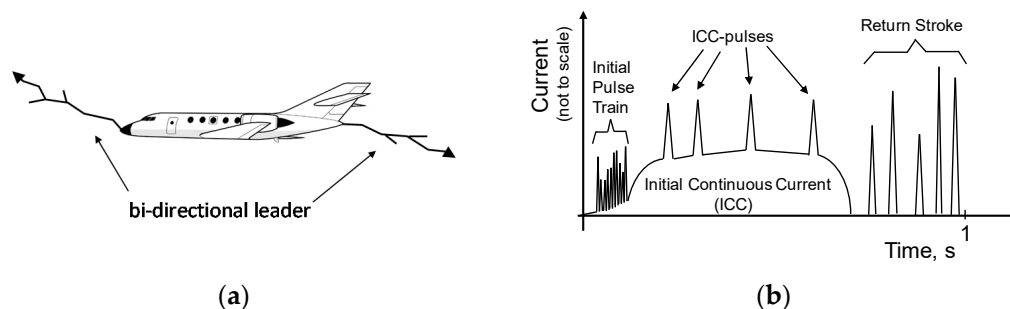 bi-directional leader
(a)
Current
(not to scale)
Initial
Pulse
Train
ICC-pulses
Return Stroke
Initial Continuous Current
(ICC)
Time, s
1
(b)